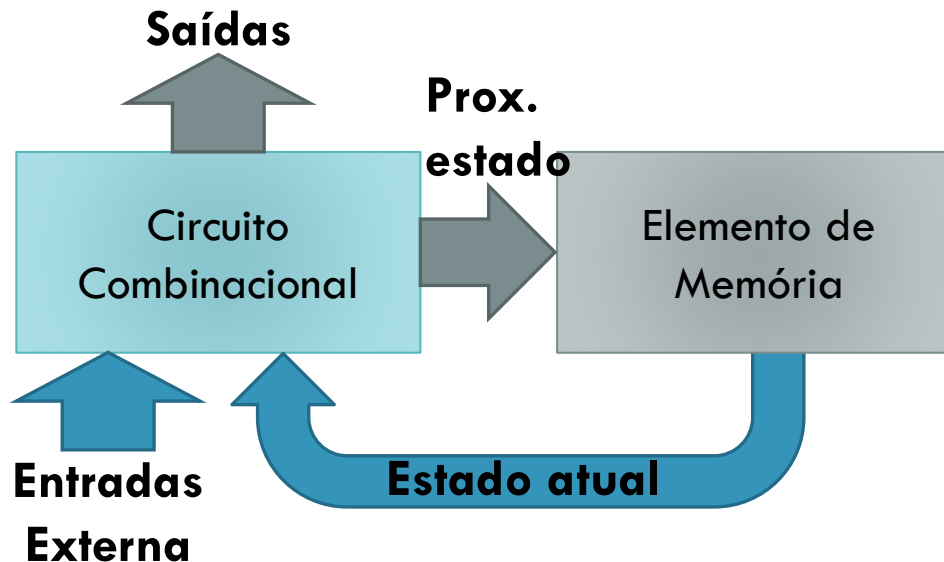 Saídas
Prox.
estado
Circuito
Combinacional
Elemento de
Memória
Entradas
Externa
Estado atual